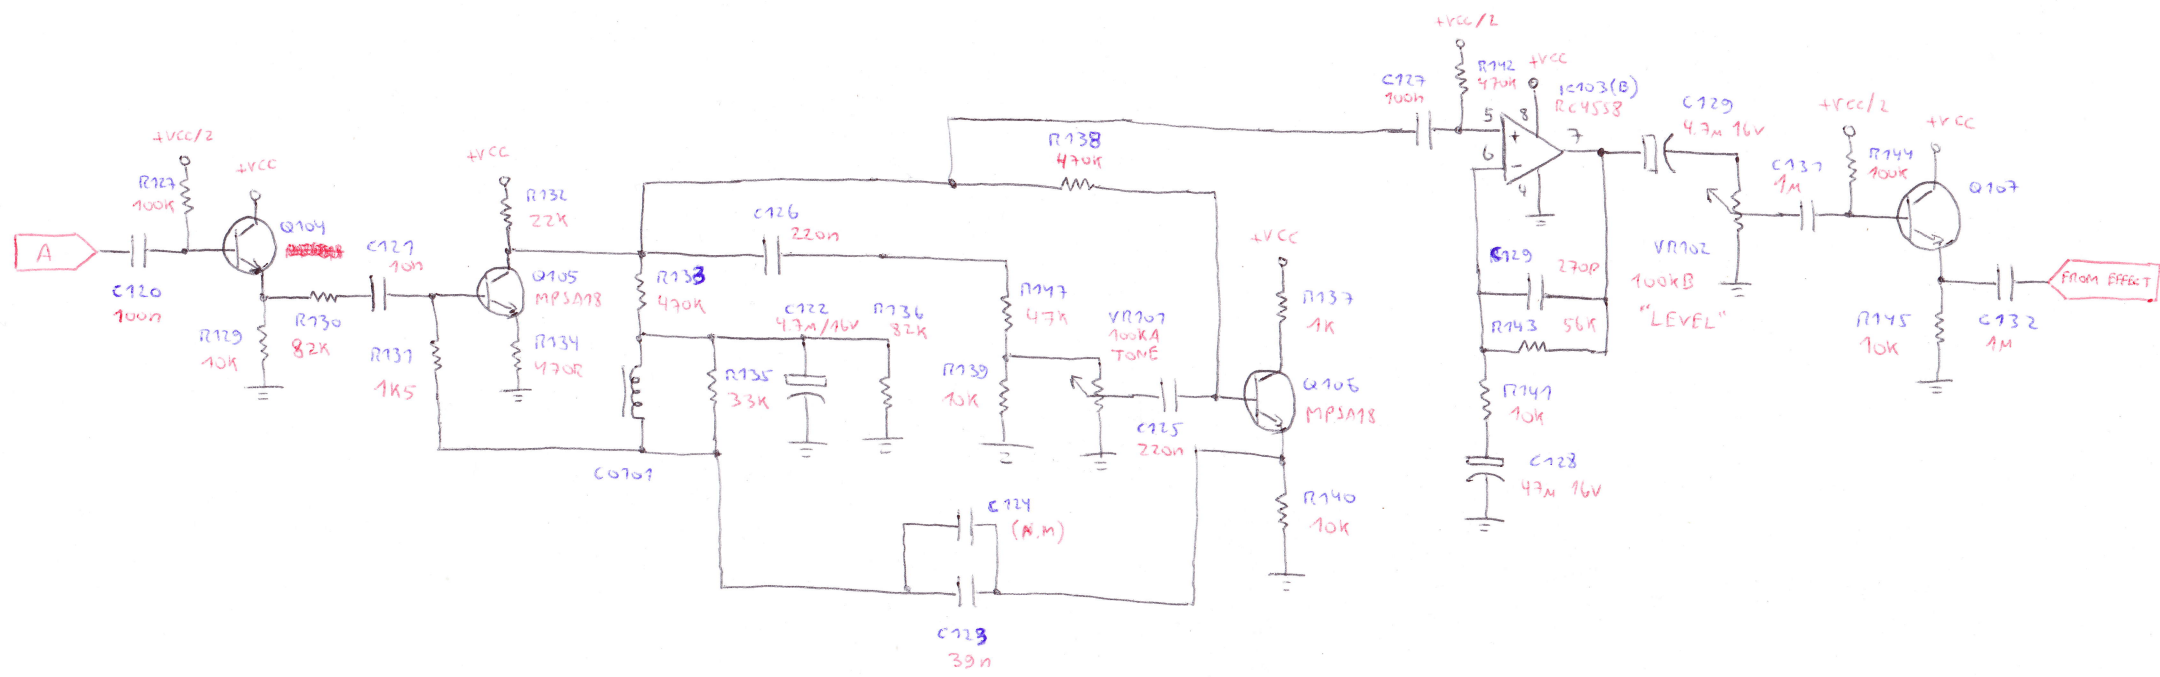 A
C120
100n
+VCC/2
R127
100K
+VCC
Q104
R129
10K
R130
82K
C121
10n
R131
1K5
+VCC
R132
22K
Q105
MPSA18
R134
470R
R133
470K
C0701
R135
33K
C126
220n
C122
4.7M/16V
R136
82K
R147
47K
R139
10K
VR101
100KA
TONE
C125
220n
R138
470K
C124
(N.M)
C123
39n
+VCC
R137
1K
Q106
MPSA18
R140
10K
C127
100n
+VCC/2
R142
470K
+VCC
IC103(B)
RC4558
5
8
+
6
-
4
7
C129
4.7M 16V
C129
270P
R143
56K
R141
10K
C128
47M 16V
VR102
100KB
"LEVEL"
C131
1M
+VCC/2
R144
100K
+VCC
Q107
R145
10K
C132
1M
FROM EFFECT